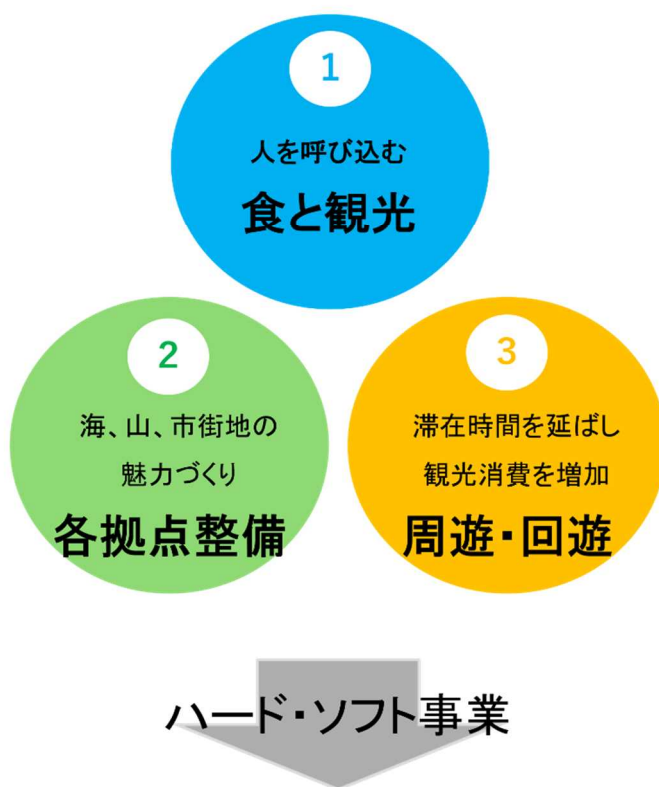 1
人を呼び込む
食と観光
2
海、山、市街地の
魅力づくり
各拠点整備
3
滞在時間を延ばし
観光消費を増加
周遊・回遊
ハード・ソフト事業